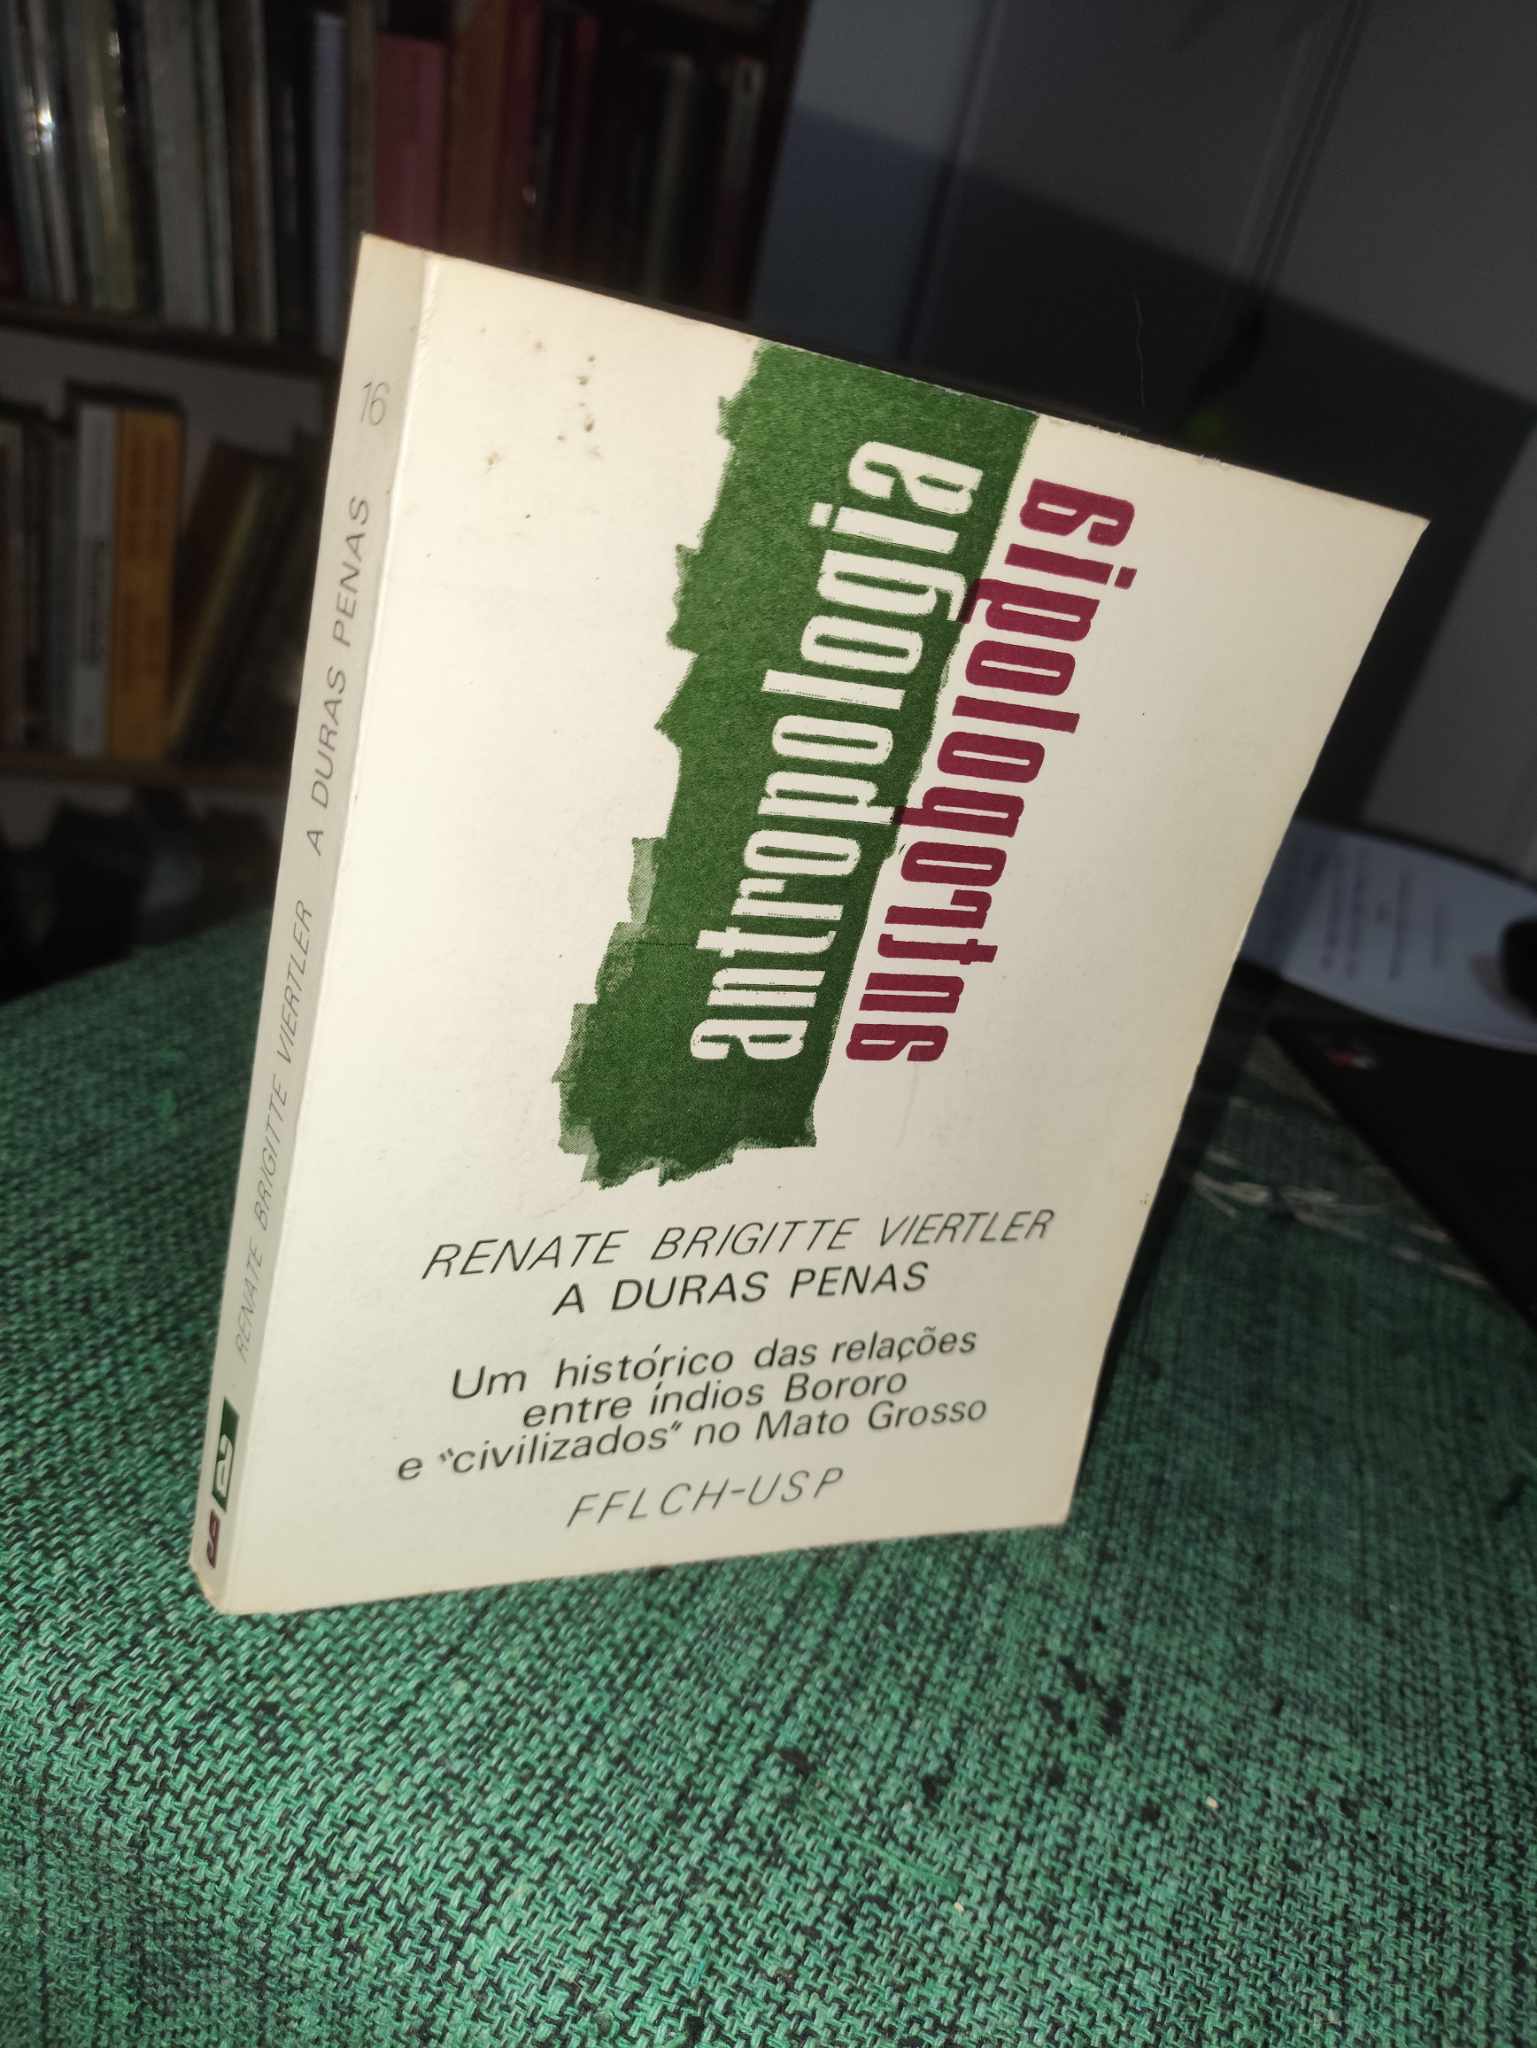 antropologia
antropologia
RENATE BRIGITTE VIERTLER
A DURAS PENAS
Um histórico das relações
entre índios Bororo
e "civilizados" no Mato Grosso
FFLCH-USP
RENATE BRIGITTE VIERTLER A DURAS PENAS 16